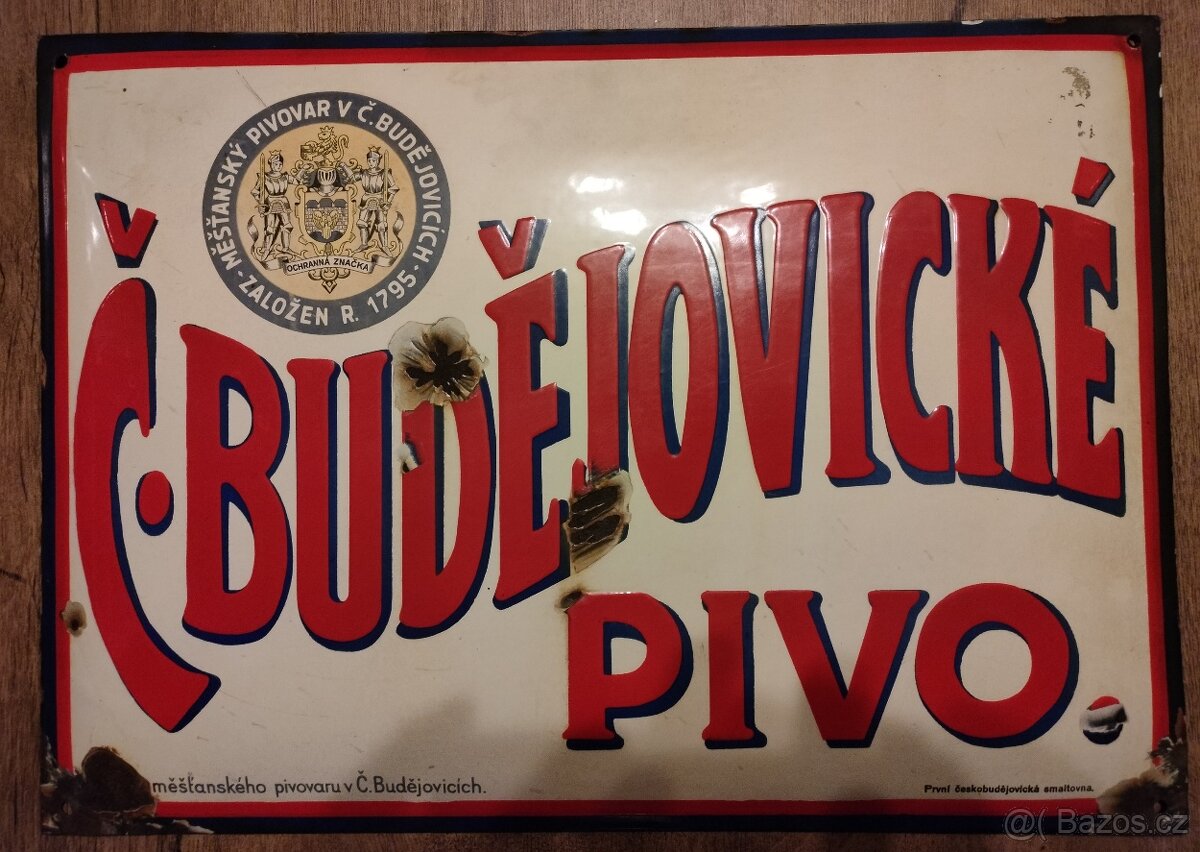 MĚŠŤANSKÝ PIVOVAR V Č.BUDĚJOVICÍCH
· ZALOŽEN R. 1795 ·
OCHRANNÁ ZNAČKA
Č.BUDĚJOVICKÉ
PIVO.
měšťanského pivovaru v Č.Budějovicích.
První českobudějovická smaltovna.
@( Bazos.cz